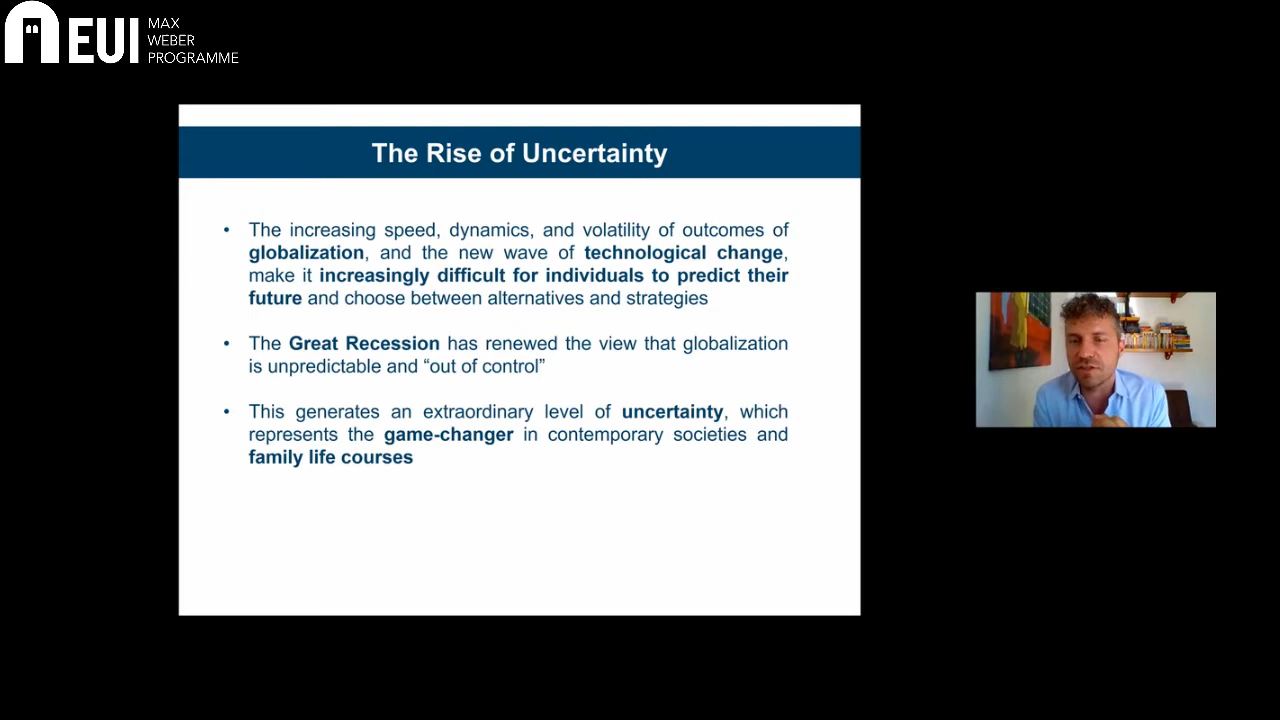 EUI
MAX
WEBER
PROGRAMME
The Rise of Uncertainty
• The increasing speed, dynamics, and volatility of outcomes of
globalization, and the new wave of technological change,
make it increasingly difficult for individuals to predict their
future and choose between alternatives and strategies
• The Great Recession has renewed the view that globalization
is unpredictable and “out of control”
• This generates an extraordinary level of uncertainty, which
represents the game-changer in contemporary societies and
family life courses